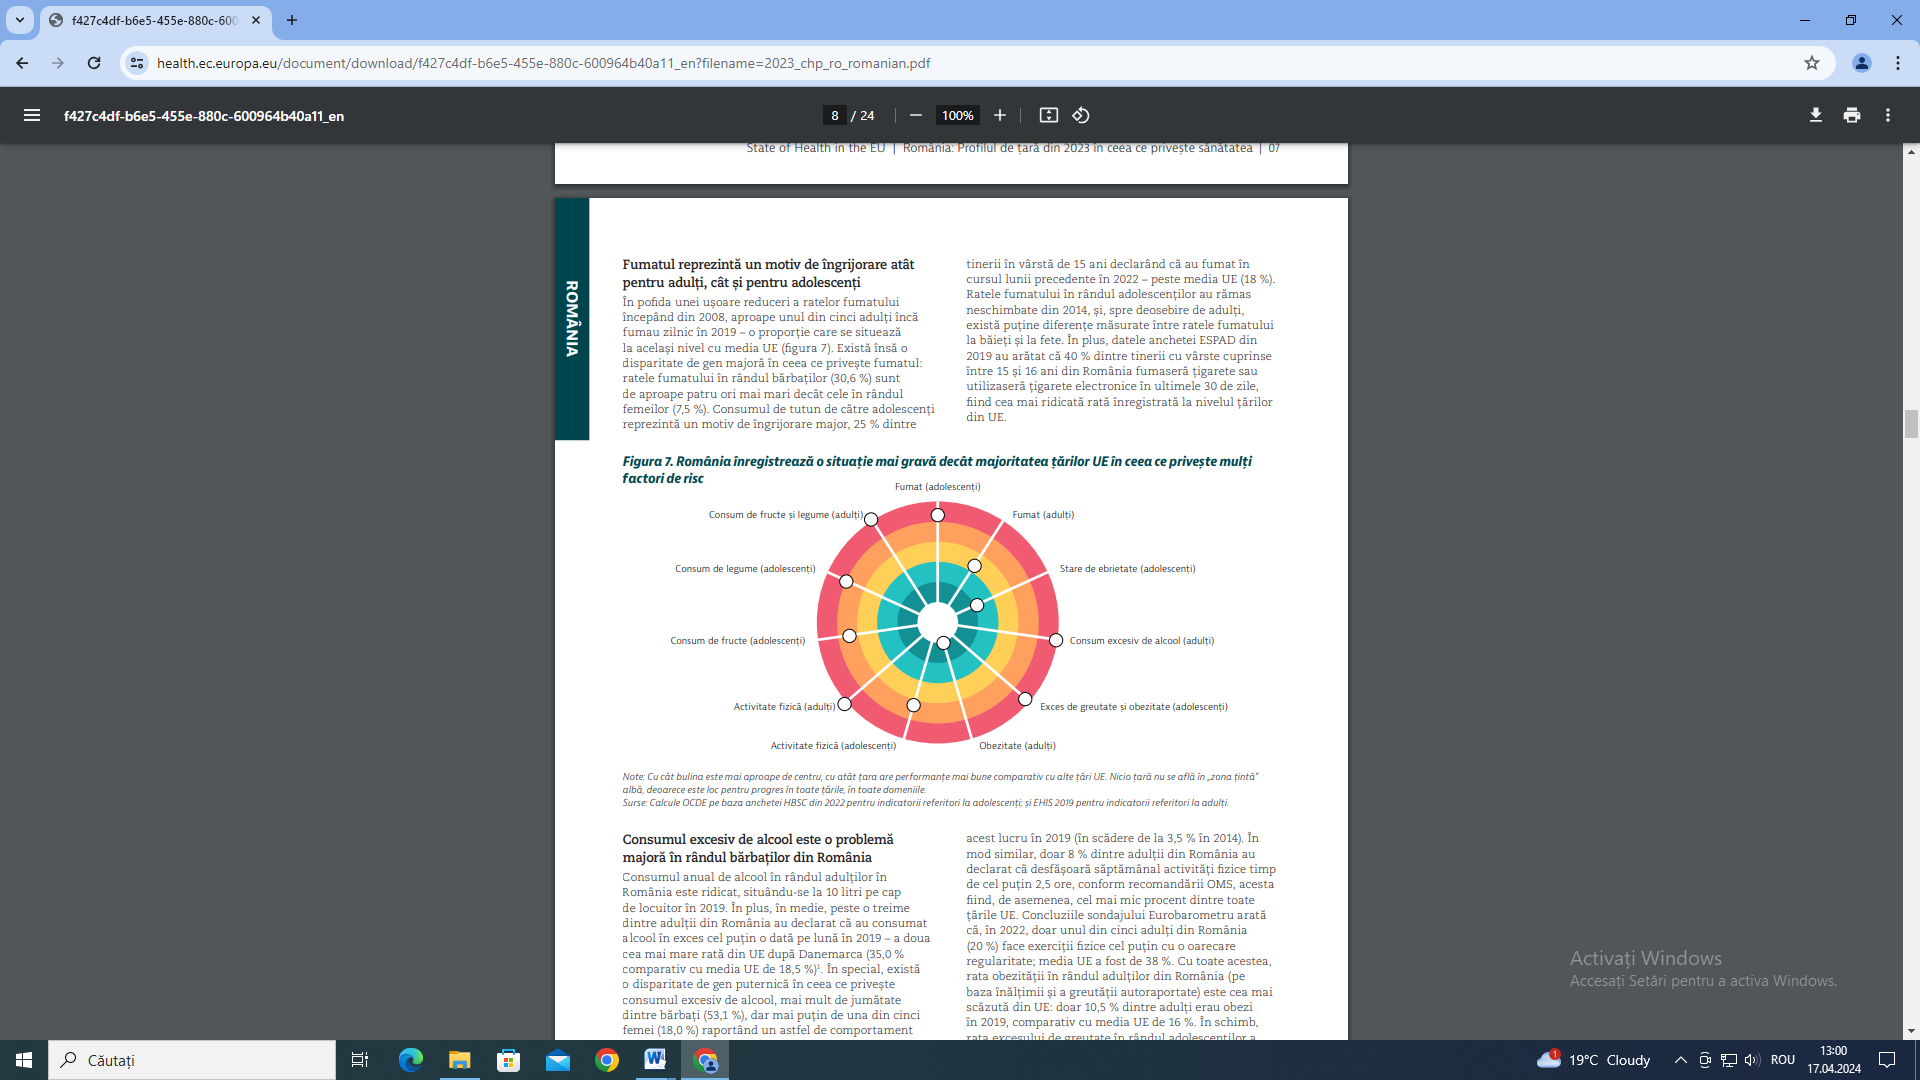 f427c4df-b6e5-455e-880c-600
health.ec.europa.eu/document/download/f427c4df-b6e5-455e-880c-600964b40a11_en?filename=2023_chp_ro_romanian.pdf
f427c4df-b6e5-455e-880c-600964b40a11_en
8 / 24
100%
State of Health in the EU | România: Profilul de țară din 2023 în ceea ce privește sănătatea | 07
ROMÂNIA
Fumatul reprezintă un motiv de îngrijorare atât
pentru adulți, cât și pentru adolescenți
În pofida unei ușoare reduceri a ratelor fumatului
începând din 2008, aproape unul din cinci adulți încă
fumau zilnic în 2019 – o proporție care se situează
la același nivel cu media UE (figura 7). Există însă o
disparitate de gen majoră în ceea ce privește fumatul:
ratele fumatului în rândul bărbaților (30,6 %) sunt
de aproape patru ori mai mari decât cele în rândul
femeilor (7,5 %). Consumul de tutun de către adolescenți
reprezintă un motiv de îngrijorare major, 25 % dintre
tinerii în vârstă de 15 ani declarând că au fumat în
cursul lunii precedente în 2022 – peste media UE (18 %).
Ratele fumatului în rândul adolescenților au rămas
neschimbate din 2014, și, spre deosebire de adulți,
există puține diferențe măsurate între ratele fumatului
la băieți și la fete. În plus, datele anchetei ESPAD din
2019 au arătat că 40 % dintre tinerii cu vârste cuprinse
între 15 și 16 ani din România fumaseră țigarete sau
utilizaseră țigarete electronice în ultimele 30 de zile,
fiind cea mai ridicată rată înregistrată la nivelul țărilor
din UE.
Figura 7. România înregistrează o situație mai gravă decât majoritatea țărilor UE în ceea ce privește mulți
factori de risc
Fumat (adolescenți)
Consum de fructe și legume (adulți)
Fumat (adulți)
Consum de legume (adolescenți)
Stare de ebrietate (adolescenți)
Consum de fructe (adolescenți)
Consum excesiv de alcool (adulți)
Activitate fizică (adulți)
Exces de greutate și obezitate (adolescenți)
Activitate fizică (adolescenți)
Obezitate (adulți)
Note: Cu cât bulina este mai aproape de centru, cu atât țara are performanțe mai bune comparativ cu alte țări UE. Nicio țară nu se află în „zona țintă”
albă, deoarece este loc pentru progres în toate țările, în toate domeniile.
Surse: Calcule OCDE pe baza anchetei HBSC din 2022 pentru indicatorii referitori la adolescenți; și EHIS 2019 pentru indicatorii referitori la adulți.
Consumul excesiv de alcool este o problemă
majoră în rândul bărbaților din România
Consumul anual de alcool în rândul adulților în
România este ridicat, situându-se la 10 litri pe cap
de locuitor în 2019. În plus, în medie, peste o treime
dintre adulții din România au declarat că au consumat
alcool în exces cel puțin o dată pe lună în 2019 – a doua
cea mai mare rată din UE după Danemarca (35,0 %
comparativ cu media UE de 18,5 %)¹. În special, există
o disparitate de gen puternică în ceea ce privește
consumul excesiv de alcool, mai mult de jumătate
dintre bărbați (53,1 %), dar mai puțin de una din cinci
femei (18,0 %) raportând un astfel de comportament
acest lucru în 2019 (în scădere de la 3,5 % în 2014). În
mod similar, doar 8 % dintre adulții din România au
declarat că desfășoară săptămânal activități fizice timp
de cel puțin 2,5 ore, conform recomandării OMS, acesta
fiind, de asemenea, cel mai mic procent dintre toate
țările UE. Concluziile sondajului Eurobarometru arată
că, în 2022, doar unul din cinci adulți din România
(20 %) face exerciții fizice cel puțin cu o oarecare
regularitate; media UE a fost de 38 %. Cu toate acestea,
rata obezității în rândul adulților din România (pe
baza înălțimii și a greutății autoraportate) este cea mai
scăzută din UE: doar 10,5 % dintre adulți erau obezi
în 2019, comparativ cu media UE de 16 %. În schimb,
rata excesului de greutate în rândul adolescenților a
Activați Windows
Accesați Setări pentru a activa Windows.
Căutați
1
19°C Cloudy
ROU
13:00
17.04.2024